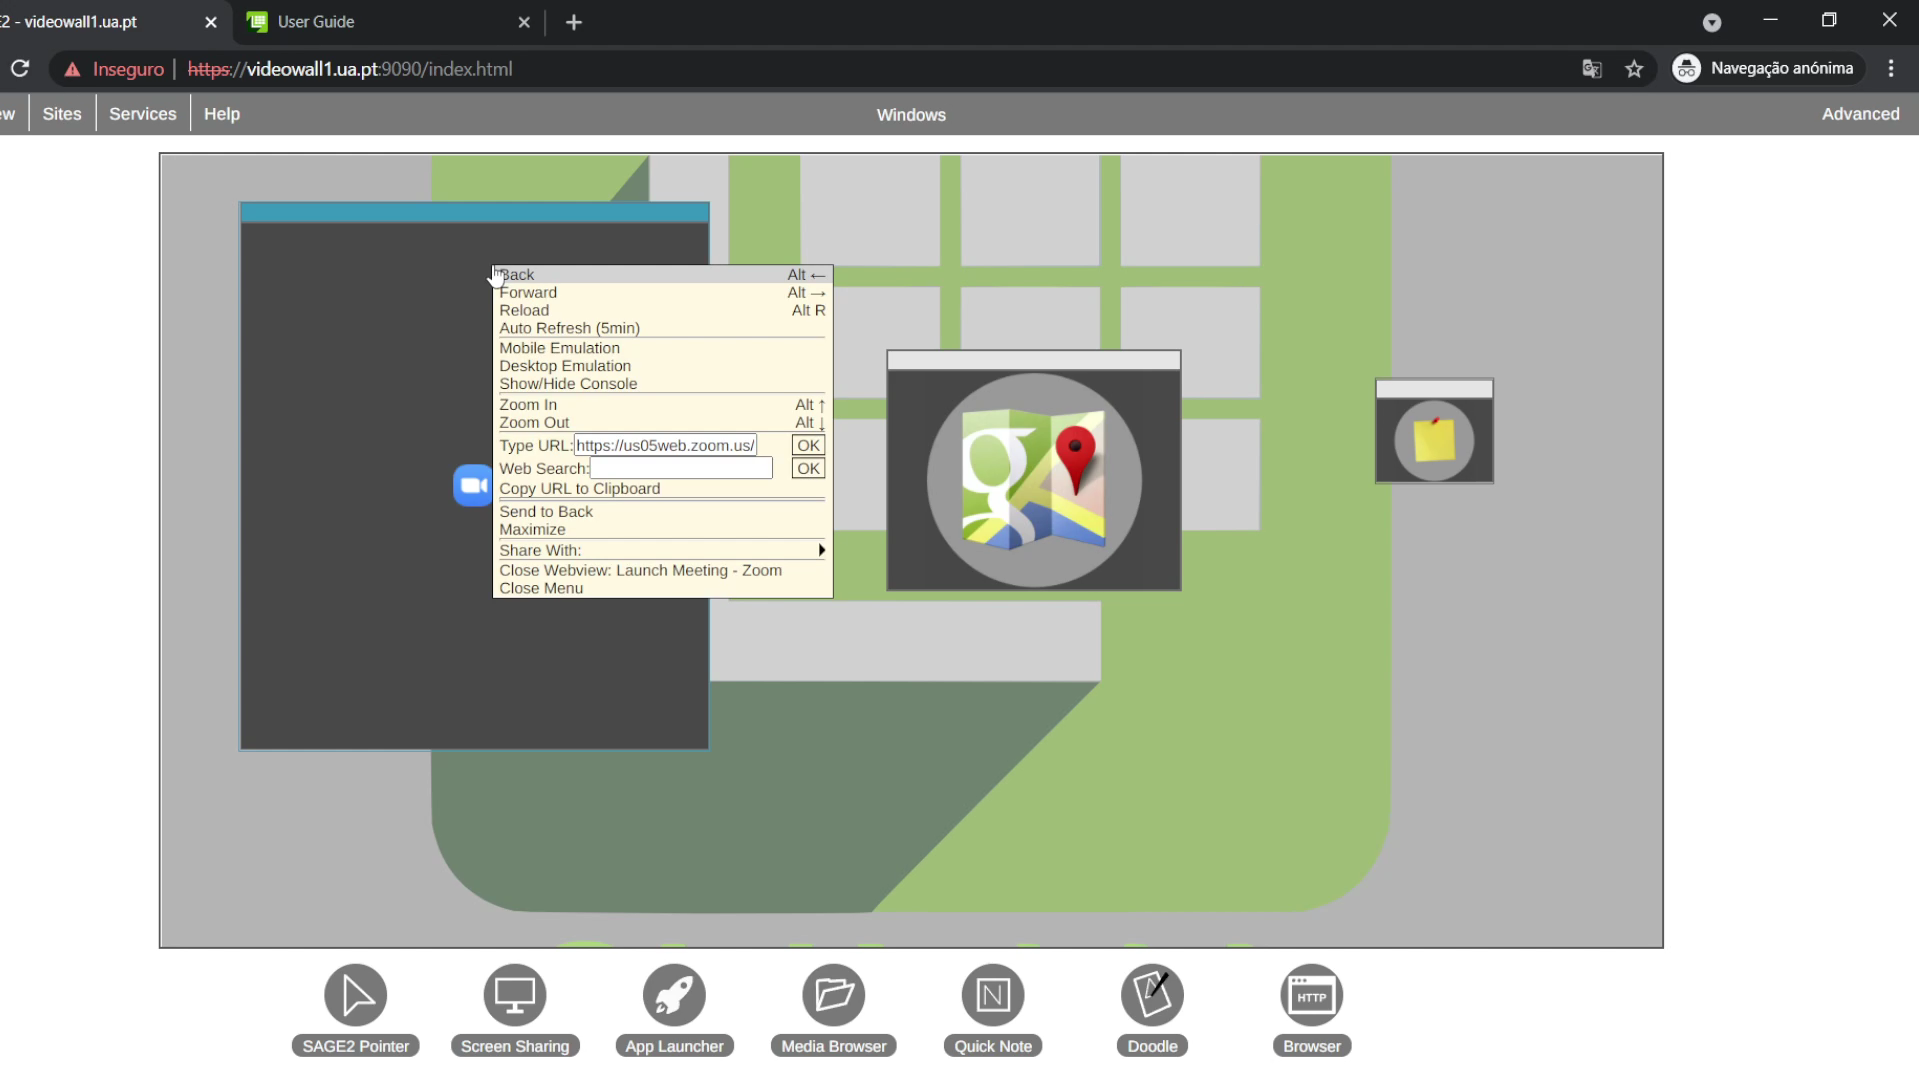 E2 - videowall1.ua.pt
User Guide
Inseguro
https://videowall1.ua.pt:9090/index.html
Navegação anónima
ew
Sites
Services
Help
Windows
Advanced
Back Alt ←
Forward Alt →
Reload Alt R
Auto Refresh (5min)
Mobile Emulation
Desktop Emulation
Show/Hide Console
Zoom In Alt ↑
Zoom Out Alt ↓
Type URL: https://us05web.zoom.us/ OK
Web Search: OK
Copy URL to Clipboard
Send to Back
Maximize
Share With:
Close Webview: Launch Meeting - Zoom
Close Menu
N
HTTP
SAGE2 Pointer
Screen Sharing
App Launcher
Media Browser
Quick Note
Doodle
Browser